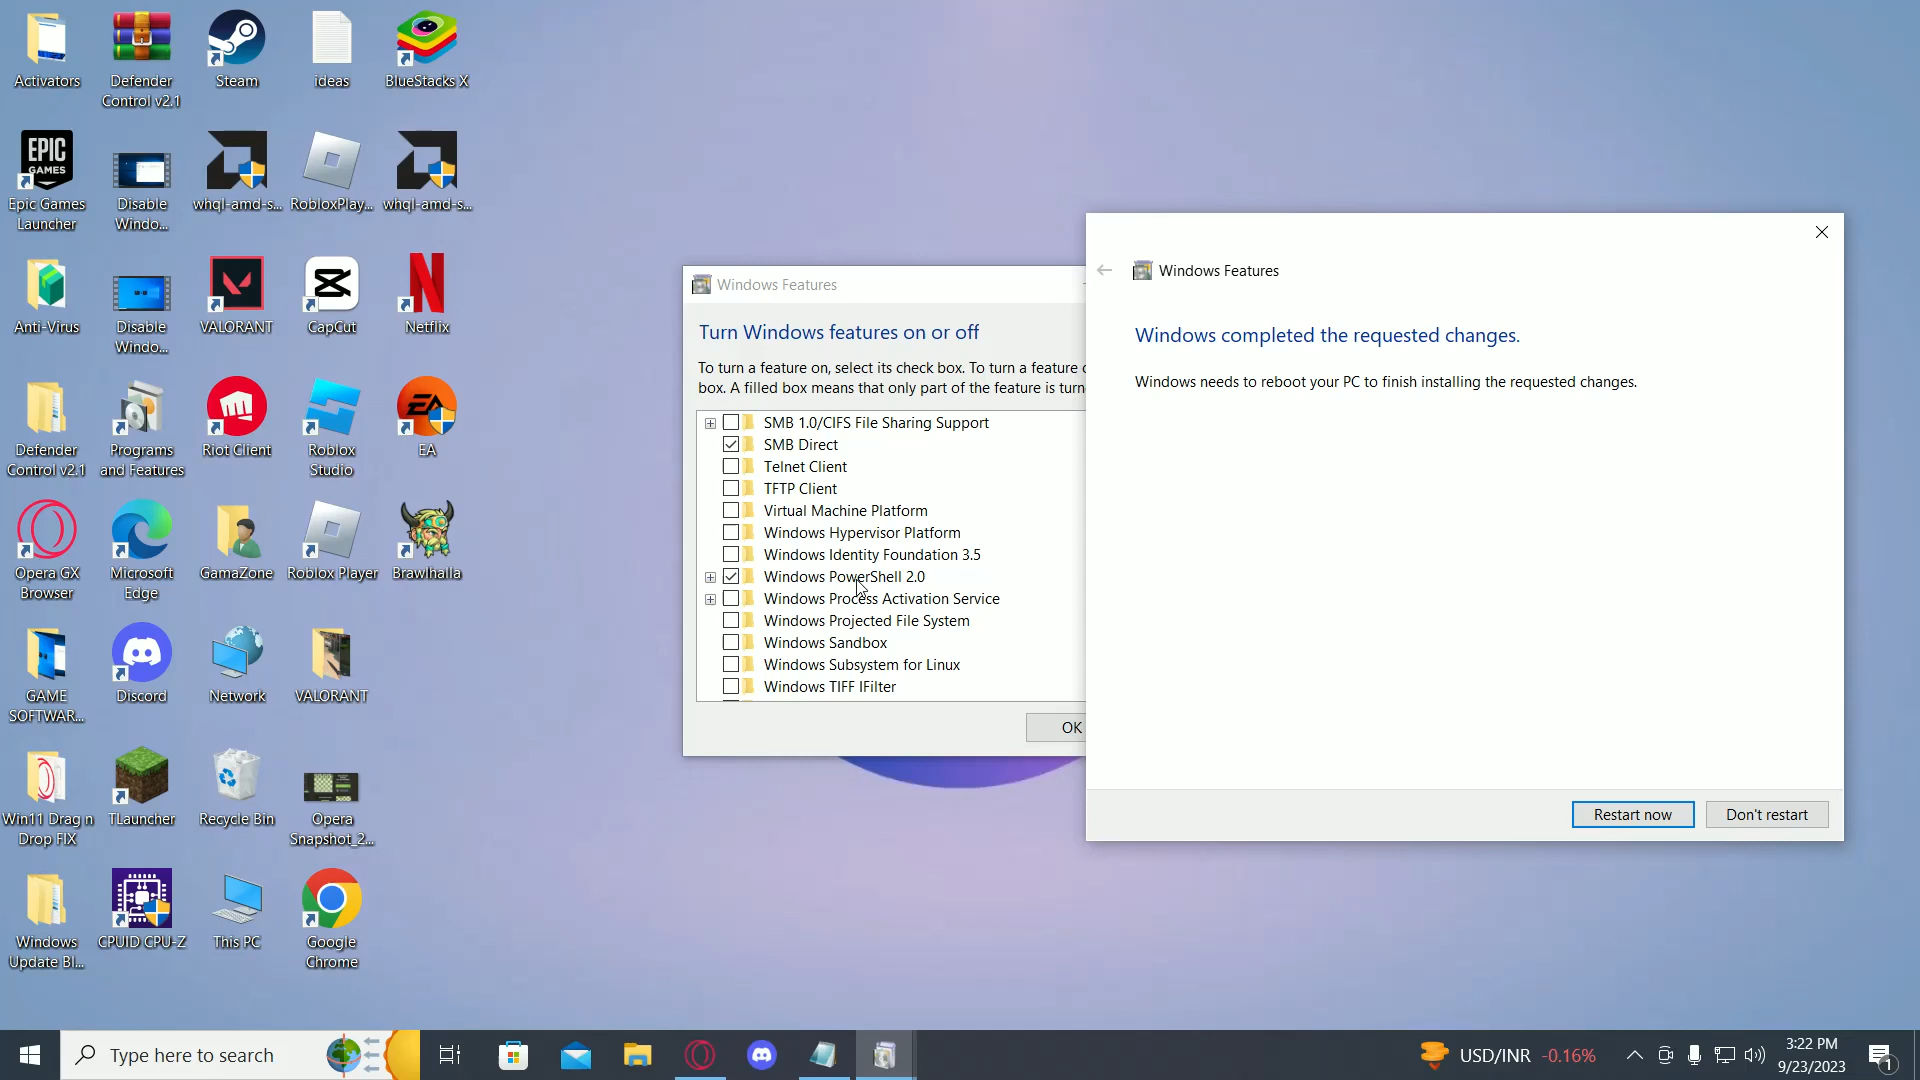 Activators
Defender
Control v2.1
Steam
ideas
BlueStacks X
EPIC
GAMES
Epic Games
Launcher
Disable
Windo...
whql-amd-s...
RobloxPlay...
whql-amd-s...
Anti-Virus
Disable
Windo...
VALORANT
CapCut
Netflix
Defender
Control v2.1
Programs
and Features
Riot Client
Roblox
Studio
EA
EA
Opera GX
Browser
Microsoft
Edge
GamaZone
Roblox Player
Brawlhalla
GAME
SOFTWAR...
Discord
Network
VALORANT
Win11 Drag n
Drop FIX
TLauncher
Recycle Bin
Opera
Snapshot_2...
Windows
Update Bl...
CPUID CPU-Z
This PC
Google
Chrome
Windows Features
Turn Windows features on or off
To turn a feature on, select its check box. To turn a feature
box. A filled box means that only part of the feature is turn
SMB 1.0/CIFS File Sharing Support
SMB Direct
Telnet Client
TFTP Client
Virtual Machine Platform
Windows Hypervisor Platform
Windows Identity Foundation 3.5
Windows PowerShell 2.0
Windows Process Activation Service
Windows Projected File System
Windows Sandbox
Windows Subsystem for Linux
Windows TIFF IFilter
OK
Windows Features
Windows completed the requested changes.
Windows needs to reboot your PC to finish installing the requested changes.
Restart now
Don't restart
Type here to search
USD/INR -0.16%
3:22 PM
9/23/2023
1